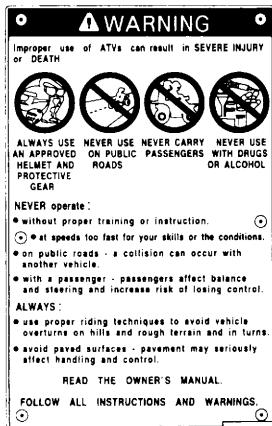 WARNING
Improper use of ATVs can result in SEVERE INJURY
or DEATH
ALWAYS USE
AN APPROVED
HELMET AND
PROTECTIVE
GEAR
NEVER USE
ON PUBLIC
ROADS
NEVER CARRY
PASSENGERS
NEVER USE
WITH DRUGS
OR ALCOHOL
NEVER operate:
• without proper training or instruction.
• at speeds too fast for your skills or the conditions.
• on public roads - a collision can occur with
another vehicle.
• with a passenger - passengers affect balance
and steering and increase risk of losing control.
ALWAYS:
• use proper riding techniques to avoid vehicle
overturns on hills and rough terrain and in turns.
• avoid paved surfaces - pavement may seriously
affect handling and control.
READ THE OWNER'S MANUAL.
FOLLOW ALL INSTRUCTIONS AND WARNINGS.